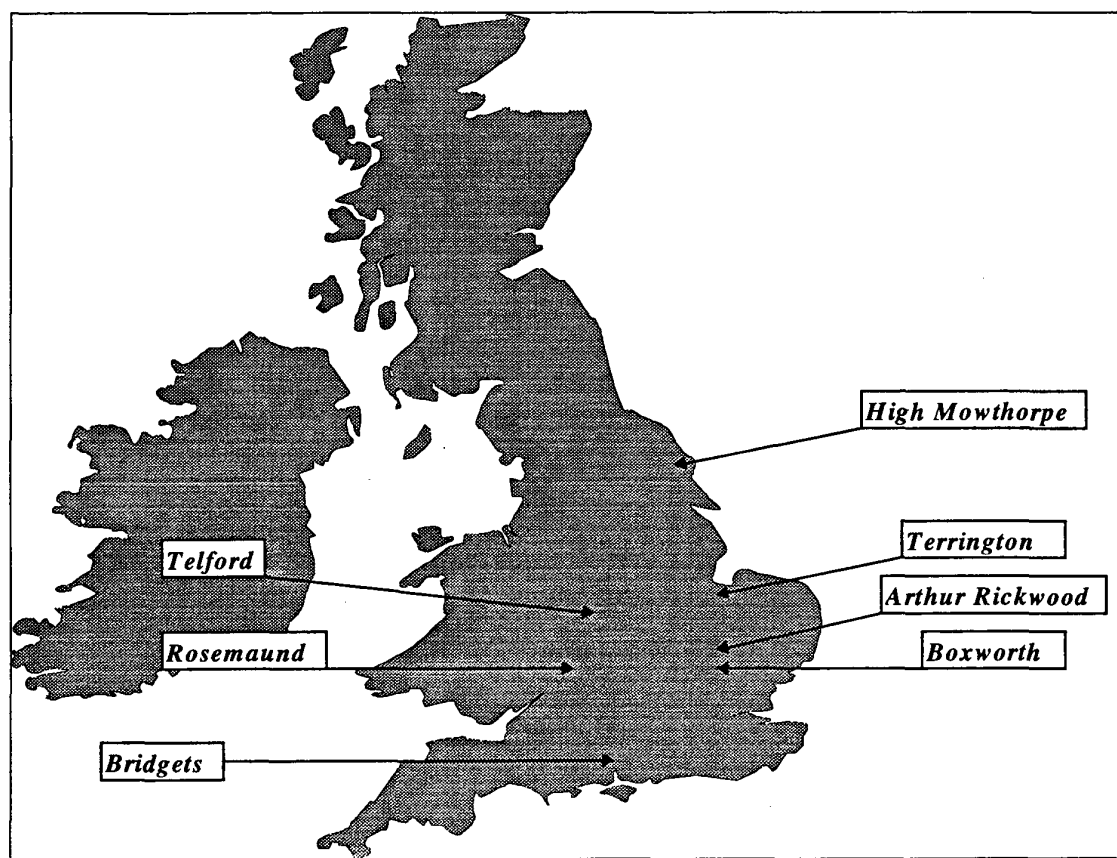 High Mowthorpe
Terrington
Telford
Arthur Rickwood
Rosemaund
Boxworth
Bridgets